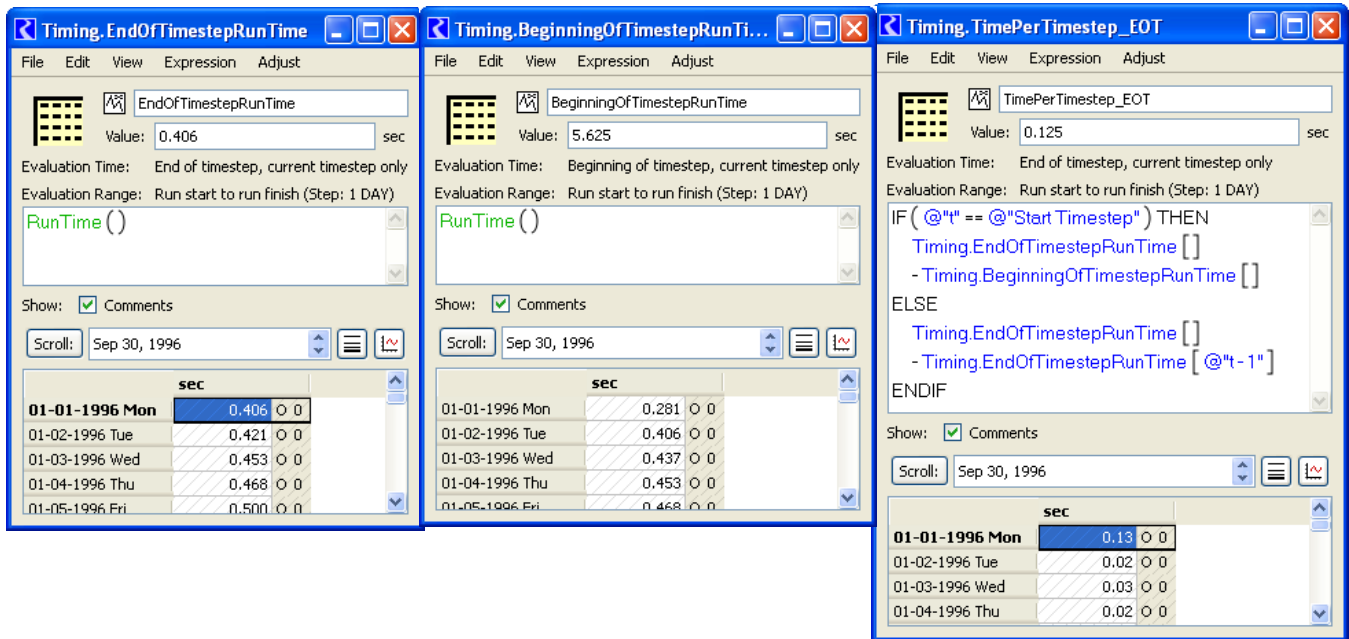 Timing.EndOfTimestepRunTime
File Edit View Expression Adjust
EndOfTimestepRunTime
Value: 0.406 sec
Evaluation Time: End of timestep, current timestep only
Evaluation Range: Run start to run finish (Step: 1 DAY)
RunTime ()
Show: Comments
Scroll: Sep 30, 1996
sec
01-01-1996 Mon 0.406 O 0
01-02-1996 Tue 0.421 O 0
01-03-1996 Wed 0.453 O 0
01-04-1996 Thu 0.468 O 0
01-05-1996 Fri 0.500 O 0
Timing.BeginningOfTimestepRunTi...
File Edit View Expression Adjust
BeginningOfTimestepRunTime
Value: 5.625 sec
Evaluation Time: Beginning of timestep, current timestep only
Evaluation Range: Run start to run finish (Step: 1 DAY)
RunTime ()
Show: Comments
Scroll: Sep 30, 1996
sec
01-01-1996 Mon 0.281 O 0
01-02-1996 Tue 0.406 O 0
01-03-1996 Wed 0.437 O 0
01-04-1996 Thu 0.453 O 0
01-05-1996 Fri 0.468 O 0
Timing.TimePerTimestep_EOT
File Edit View Expression Adjust
TimePerTimestep_EOT
Value: 0.125 sec
Evaluation Time: End of timestep, current timestep only
Evaluation Range: Run start to run finish (Step: 1 DAY)
IF ( @"t" == @"Start Timestep" ) THEN
Timing.EndOfTimestepRunTime []
- Timing.BeginningOfTimestepRunTime []
ELSE
Timing.EndOfTimestepRunTime []
- Timing.EndOfTimestepRunTime [ @"t - 1" ]
ENDIF
Show: Comments
Scroll: Sep 30, 1996
sec
01-01-1996 Mon 0.13 O 0
01-02-1996 Tue 0.02 O 0
01-03-1996 Wed 0.03 O 0
01-04-1996 Thu 0.02 O 0